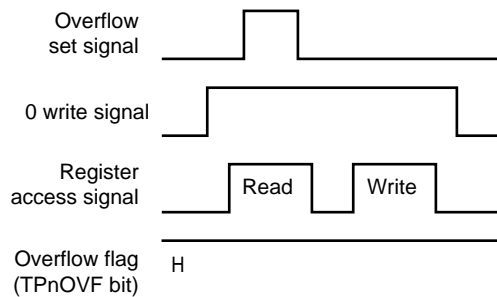 Overflow
set signal
0 write signal
Register
access signal
Read
Write
Overflow flag
(TPnOVF bit)
H